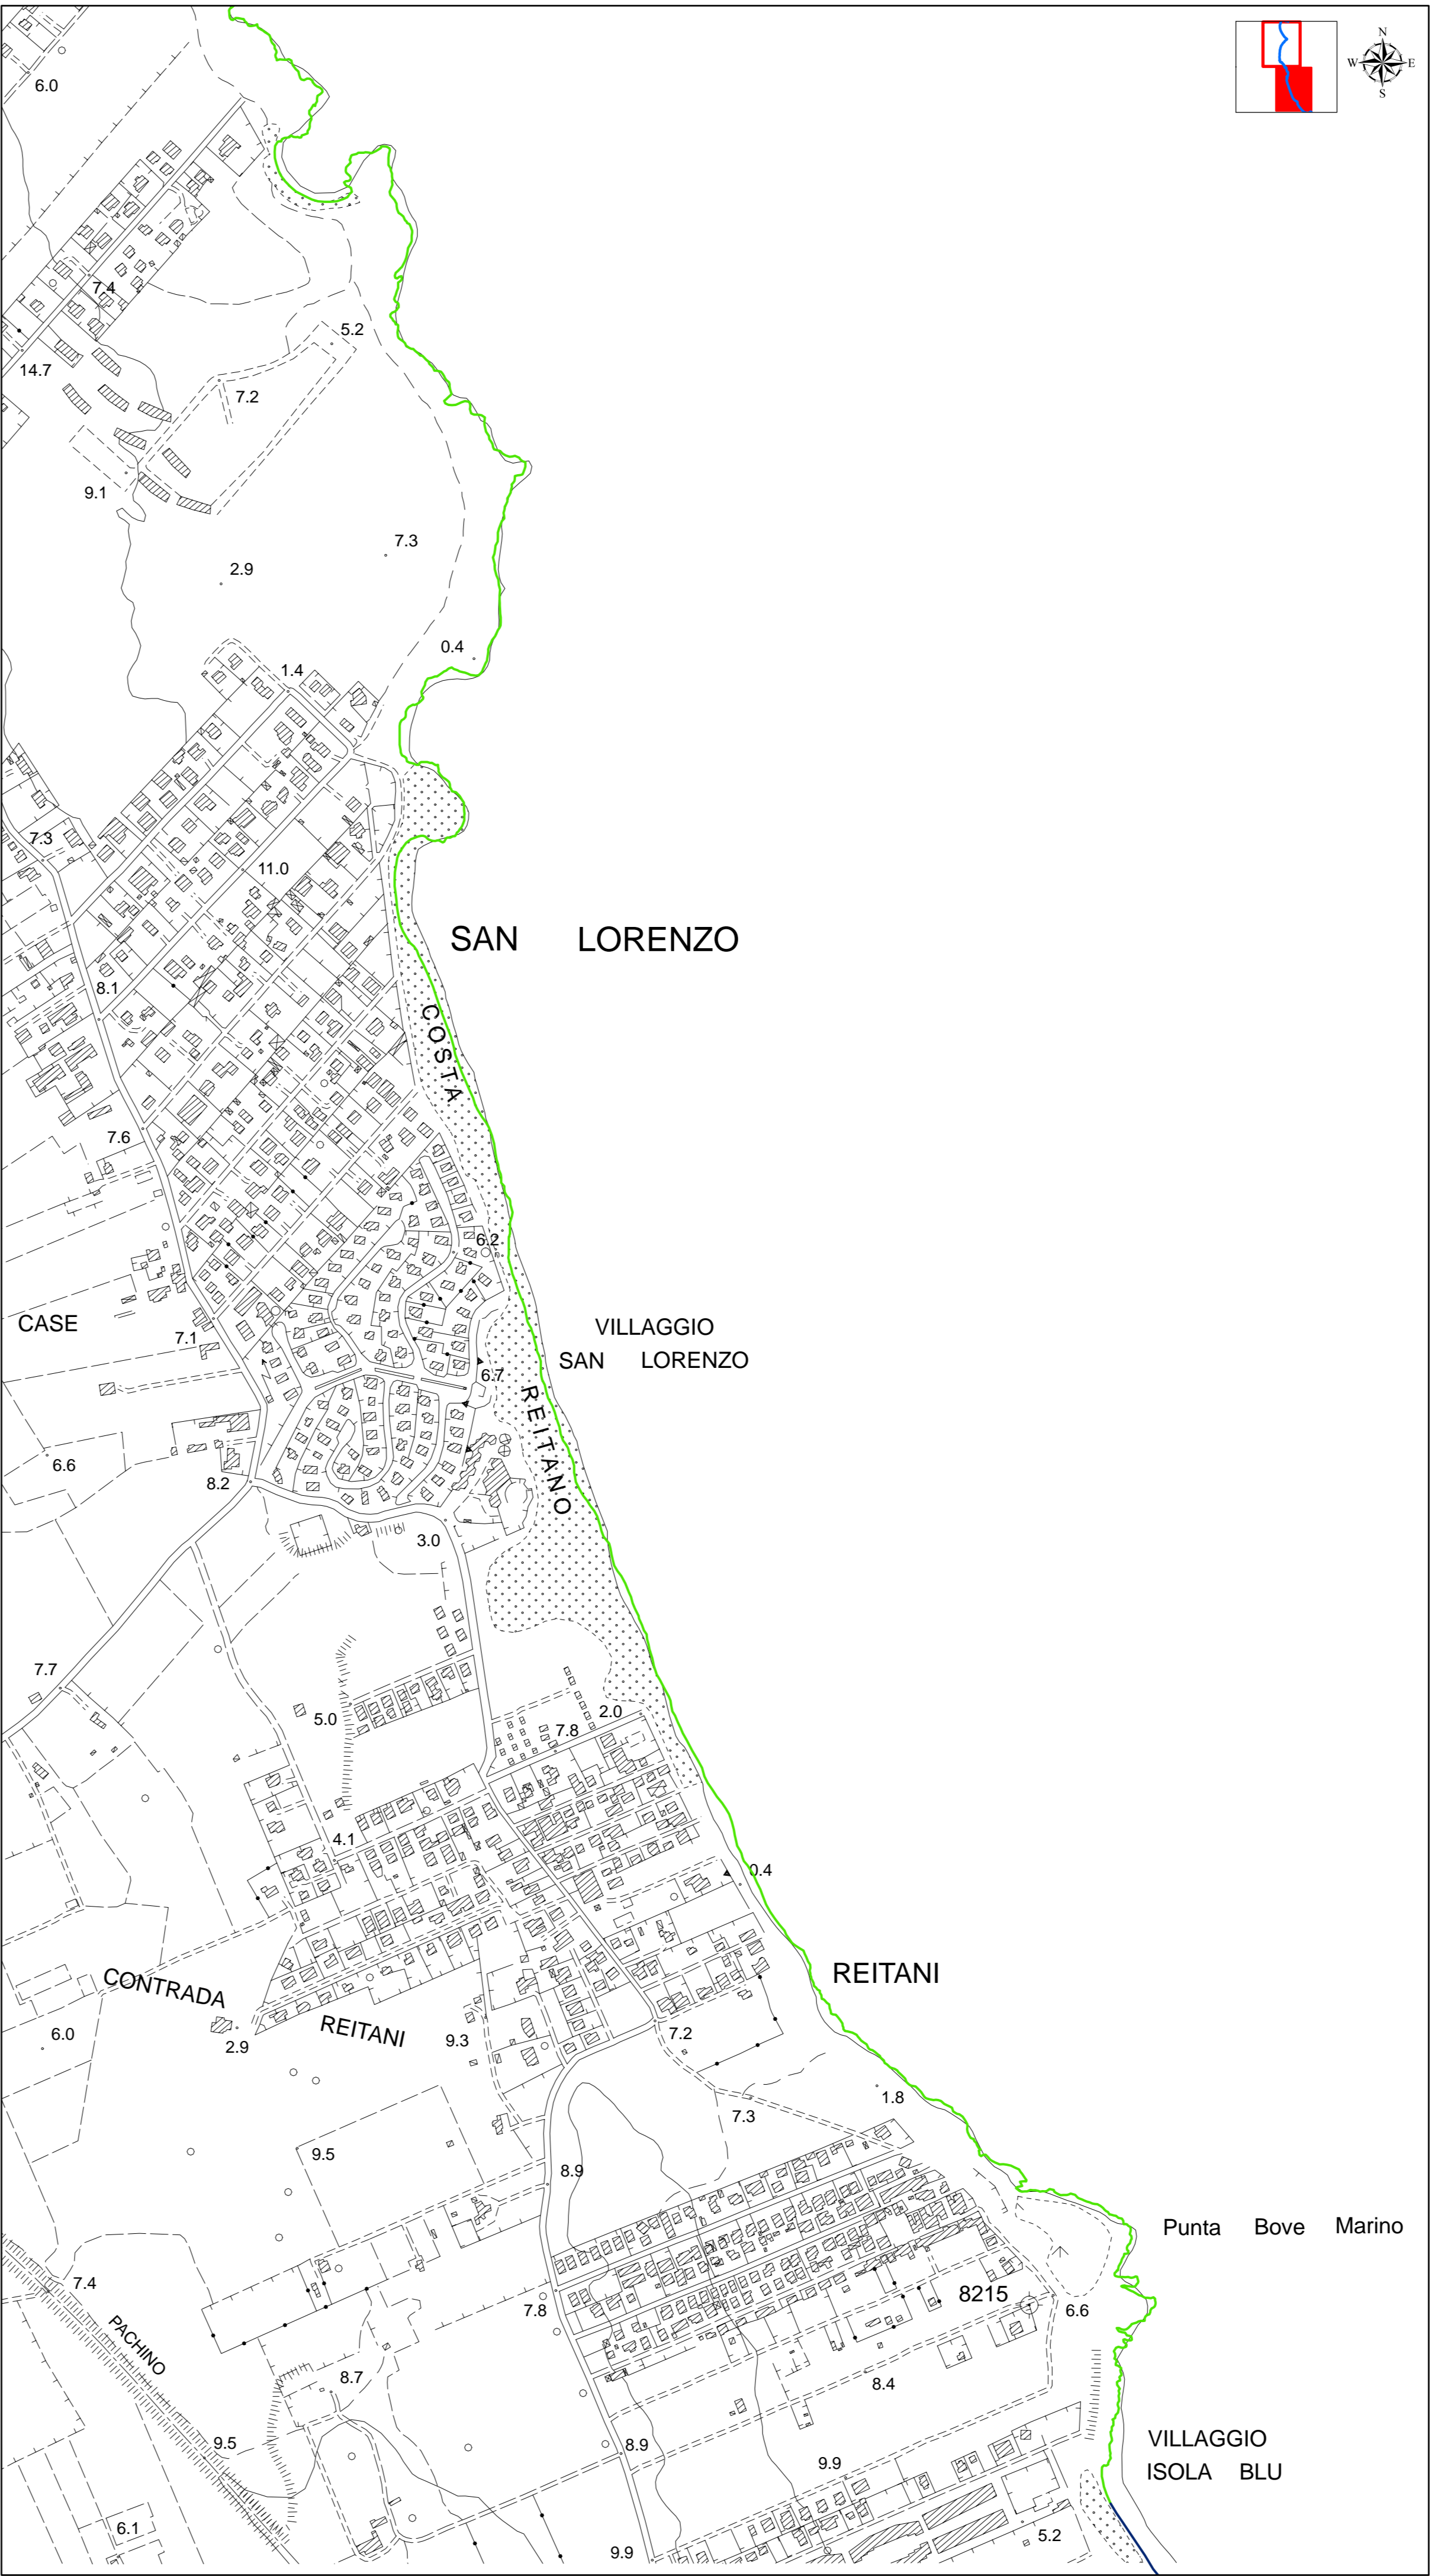 N
W E
S
6.0
7.4
5.2
14.7
7.2
9.1
7.3
2.9
0.4
1.4
7.3
11.0
SAN LORENZO
8.1
COSTA
7.6
6.2
CASE
7.1
VILLAGGIO
SAN LORENZO
6.7
REITANO
6.6
8.2
3.0
7.7
5.0
2.0
7.8
4.1
0.4
CONTRADA
REITANI
REITANI
6.0
2.9
9.3
7.2
1.8
7.3
9.5
8.9
Punta Bove Marino
7.4
7.8
8215
6.6
PACHINO
8.7
8.4
9.5
8.9
9.9
VILLAGGIO
ISOLA BLU
6.1
5.2
9.9